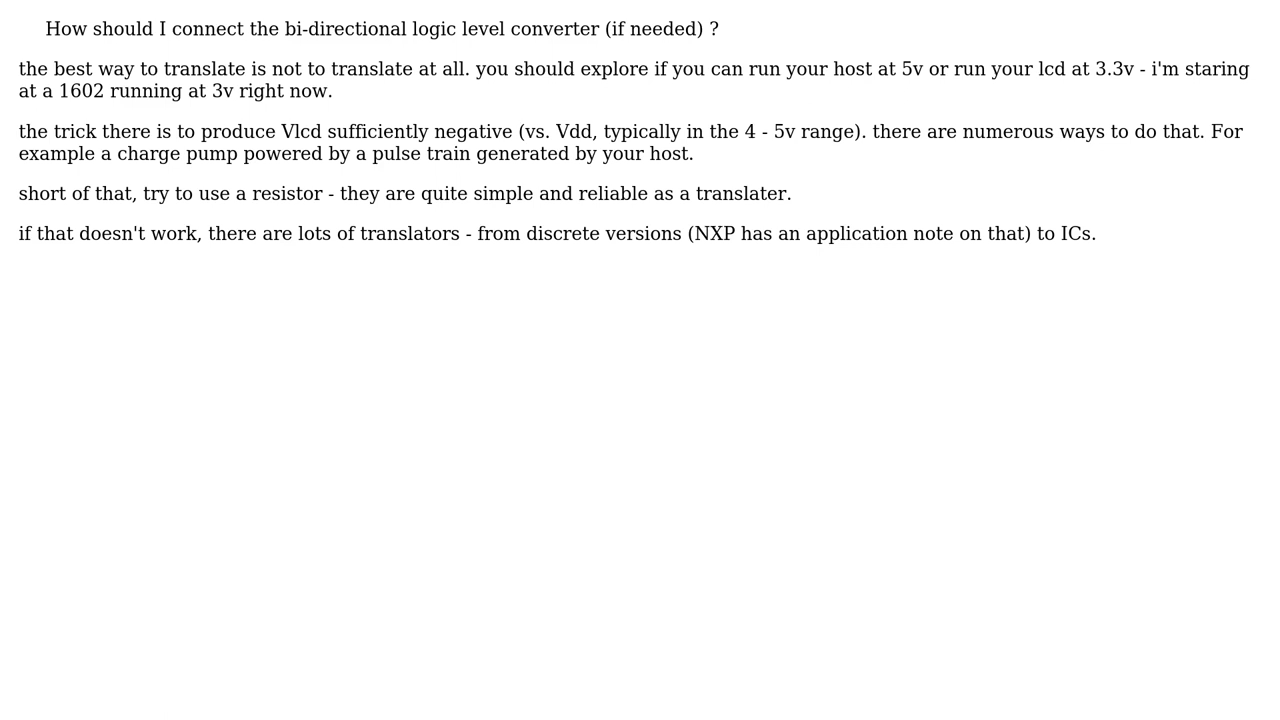 How should I connect the bi-directional logic level converter (if needed) ?
the best way to translate is not to translate at all. you should explore if you can run your host at 5v or run your lcd at 3.3v - i'm staring
at a 1602 running at 3v right now.
the trick there is to produce Vlcd sufficiently negative (vs. Vdd, typically in the 4 - 5v range). there are numerous ways to do that. For
example a charge pump powered by a pulse train generated by your host.
short of that, try to use a resistor - they are quite simple and reliable as a translater.
if that doesn't work, there are lots of translators - from discrete versions (NXP has an application note on that) to ICs.